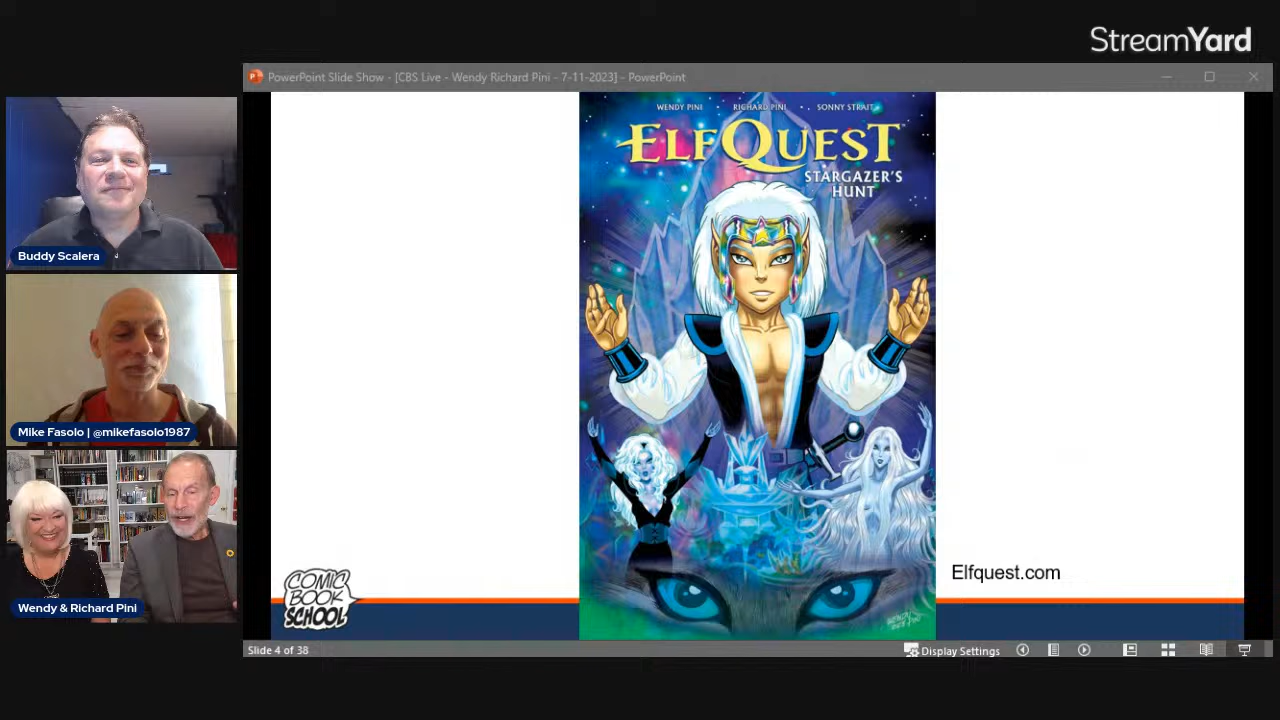 StreamYard
PowerPoint Slide Show - [CBS Live - Wendy Richard Pini - 7-11-2023] - PowerPoint
Buddy Scalera
Mike Fasolo | @mikefasolo1987
Wendy & Richard Pini
WENDY PINI • RICHARD PINI • SONNY STRAIT
ELFQUEST
STARGAZER'S
HUNT
Elfquest.com
COMIC
BOOK
SCHOOL
Slide 4 of 38
Display Settings